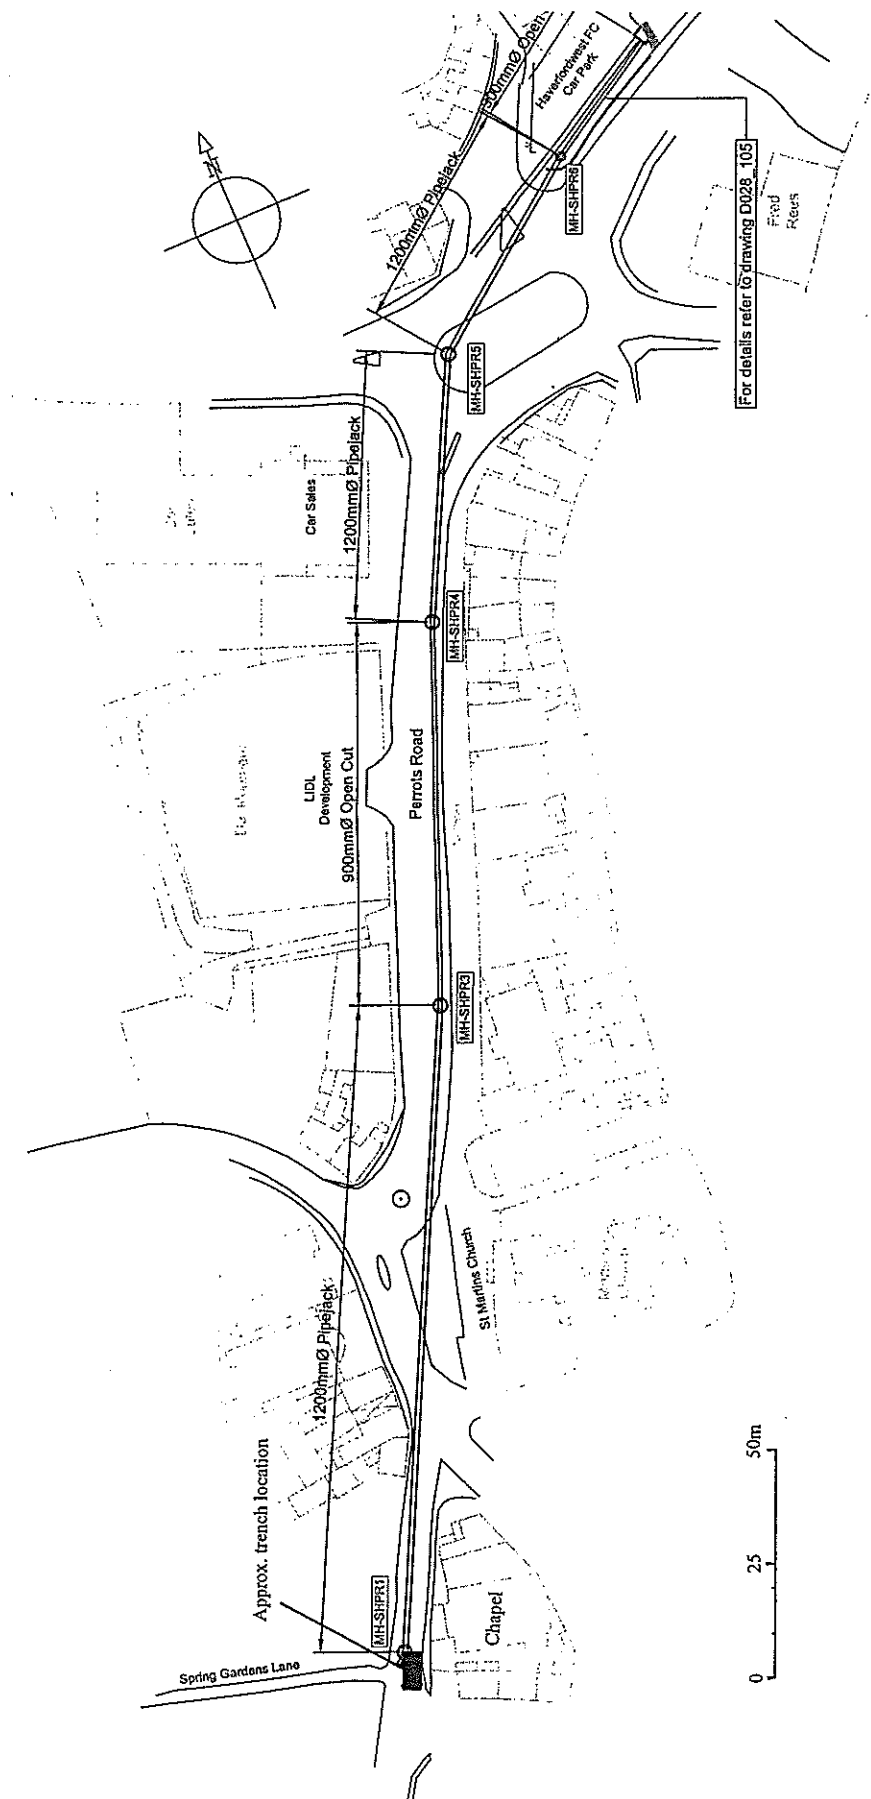 300mmØ Open
Haverfordwest FC
Car Park
N
1200mmØ Pipejack
MH-SHPR6
For details refer to drawing D028_105
Fred
Rees
MH-SHPR5
1200mmØ Pipejack
Car Sales
MH-SHPR4
LIDL
Development
900mmØ Open Cut
Perrots Road
MH-SHPR3
St Martins Church
1200mmØ Pipejack
Approx. trench location
MH-SHPR1
Spring Gardens Lane
Chapel
0
25
50m